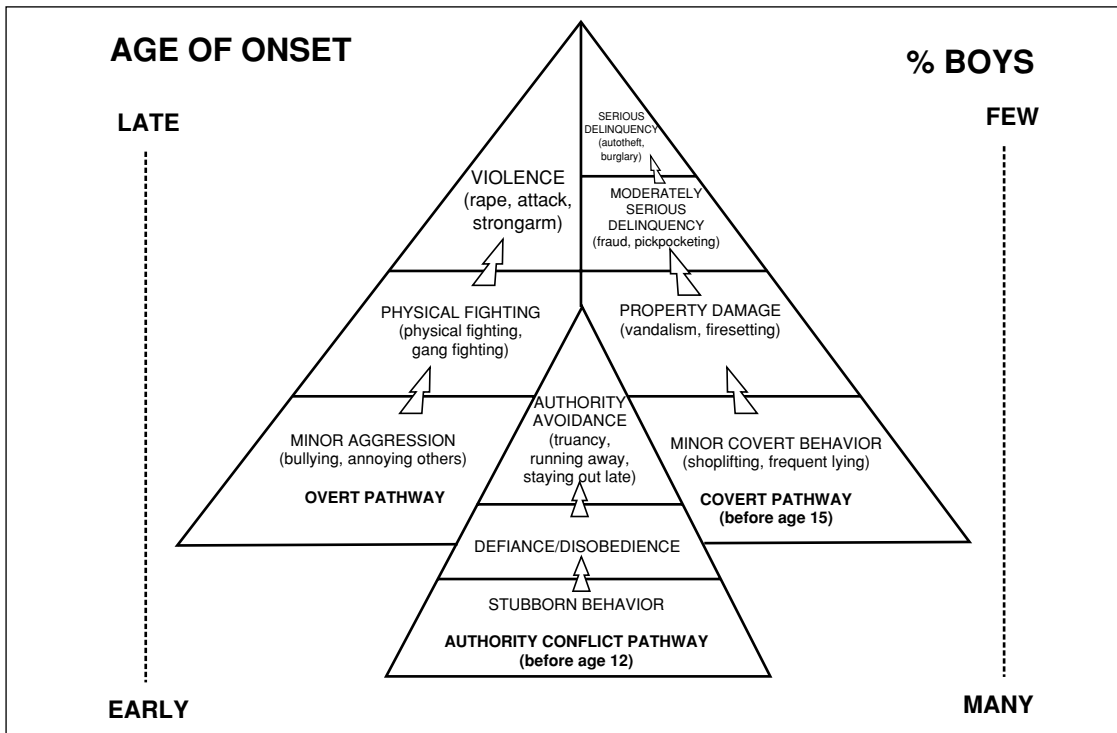 AGE OF ONSET
% BOYS
LATE
FEW
SERIOUS
DELINQUENCY
(autotheft,
burglary)
VIOLENCE
(rape, attack,
strongarm)
MODERATELY
SERIOUS
DELINQUENCY
(fraud, pickpocketing)
PHYSICAL FIGHTING
(physical fighting,
gang fighting)
PROPERTY DAMAGE
(vandalism, firesetting)
AUTHORITY
AVOIDANCE
(truancy,
running away,
staying out late)
MINOR AGGRESSION
(bullying, annoying others)
MINOR COVERT BEHAVIOR
(shoplifting, frequent lying)
OVERT PATHWAY
COVERT PATHWAY
(before age 15)
DEFIANCE/DISOBEDIENCE
STUBBORN BEHAVIOR
AUTHORITY CONFLICT PATHWAY
(before age 12)
EARLY
MANY